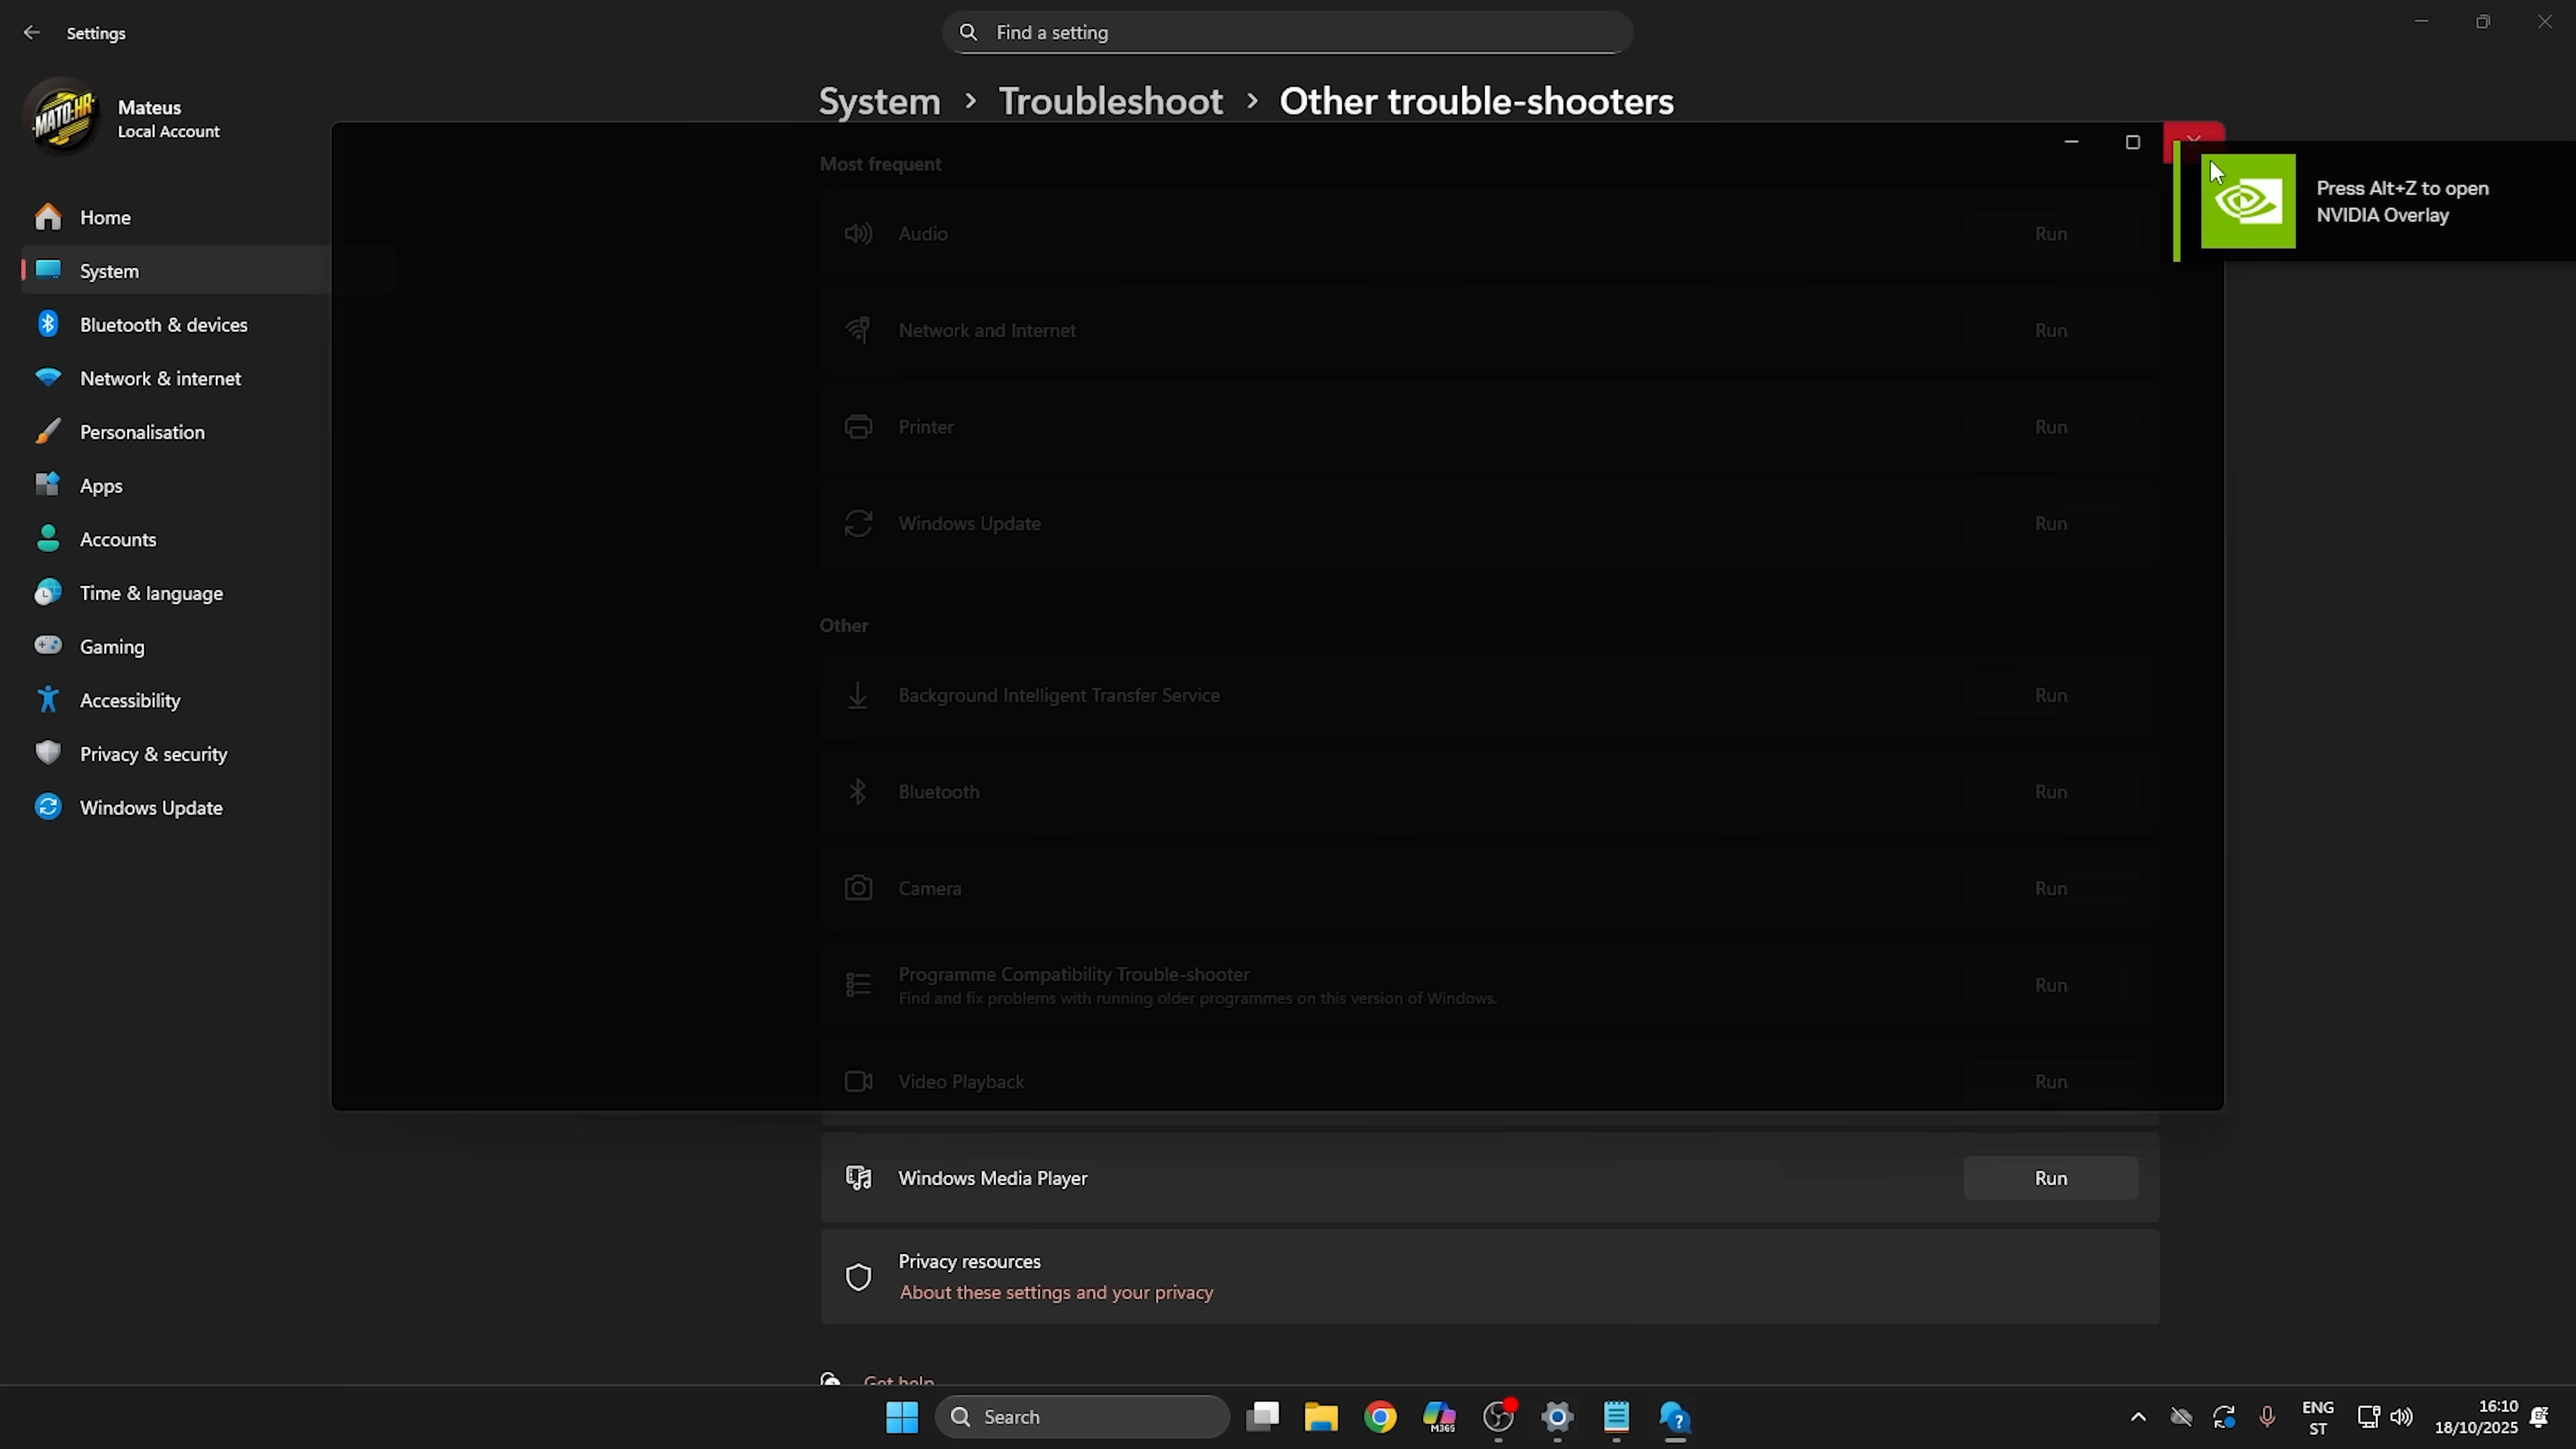 Settings
Find a setting
MATO:HR
Mateus
Local Account
System > Troubleshoot > Other trouble-shooters
Press Alt+Z to open
NVIDIA Overlay
Home
System
Bluetooth & devices
Network & internet
Personalisation
Apps
Accounts
Time & language
Gaming
Accessibility
Privacy & security
Windows Update
Most frequent
Audio
Run
Network and Internet
Run
Printer
Run
Windows Update
Run
Other
Background Intelligent Transfer Service
Run
Bluetooth
Run
Camera
Run
Programme Compatibility Trouble-shooter
Find and fix problems with running older programmes on this version of Windows.
Run
Video Playback
Run
Windows Media Player
Run
Privacy resources
About these settings and your privacy
Get help
Search
M365
ENG
ST
16:10
18/10/2025